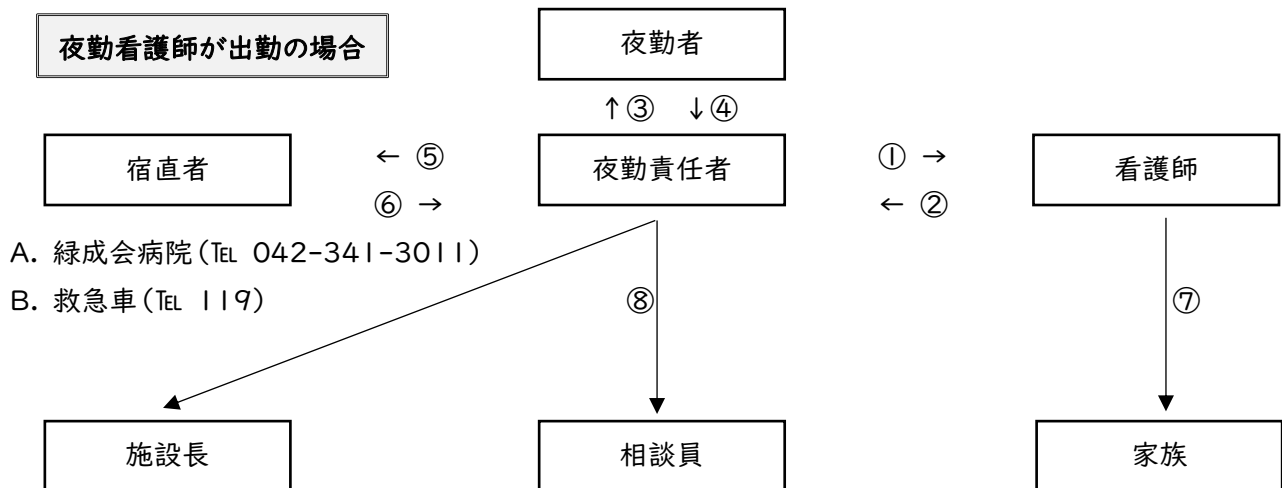 夜勤看護師が出勤の場合
夜勤者
↑③ ↓④
宿直者
← ⑤
夜勤責任者
① →
看護師
⑥ →
← ②
A. 緑成会病院(℡ 042-341-3011)
B. 救急車(℡ 119)
⑧
⑦
施設長
相談員
家族